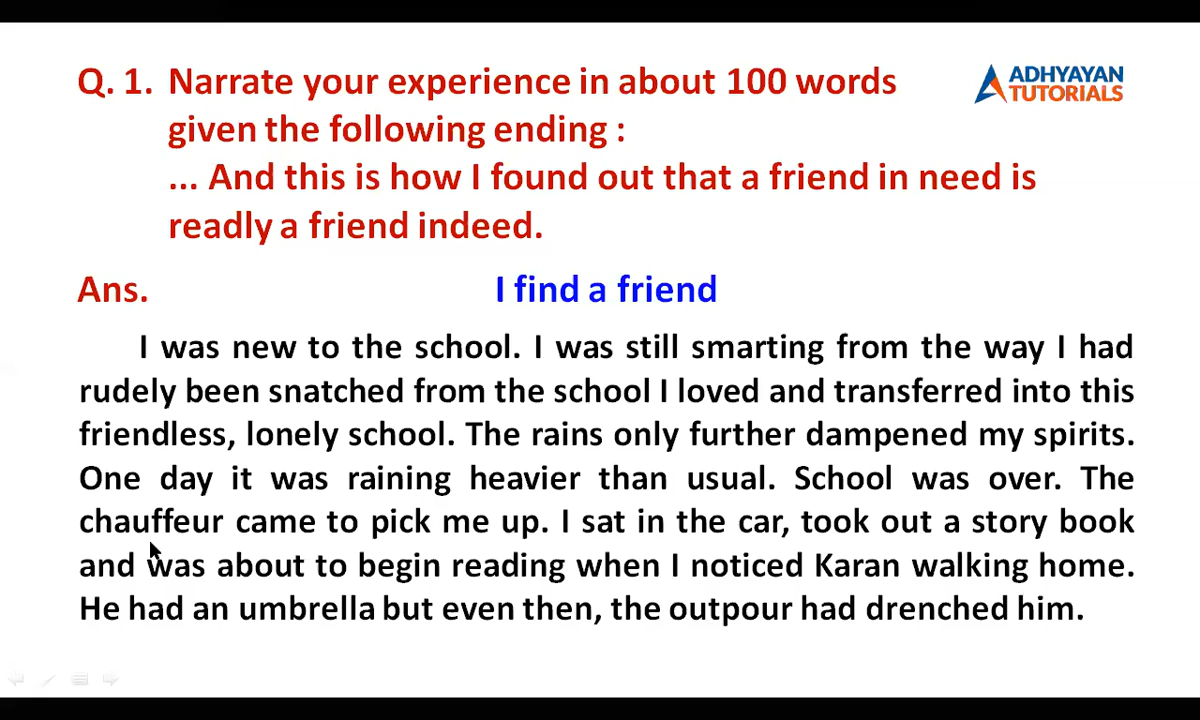 Q. 1. Narrate your experience in about 100 words
ADHYAYAN
TUTORIALS
given the following ending :
... And this is how I found out that a friend in need is
readly a friend indeed.
Ans. I find a friend
I was new to the school. I was still smarting from the way I had
rudely been snatched from the school I loved and transferred into this
friendless, lonely school. The rains only further dampened my spirits.
One day it was raining heavier than usual. School was over. The
chauffeur came to pick me up. I sat in the car, took out a story book
and was about to begin reading when I noticed Karan walking home.
He had an umbrella but even then, the outpour had drenched him.